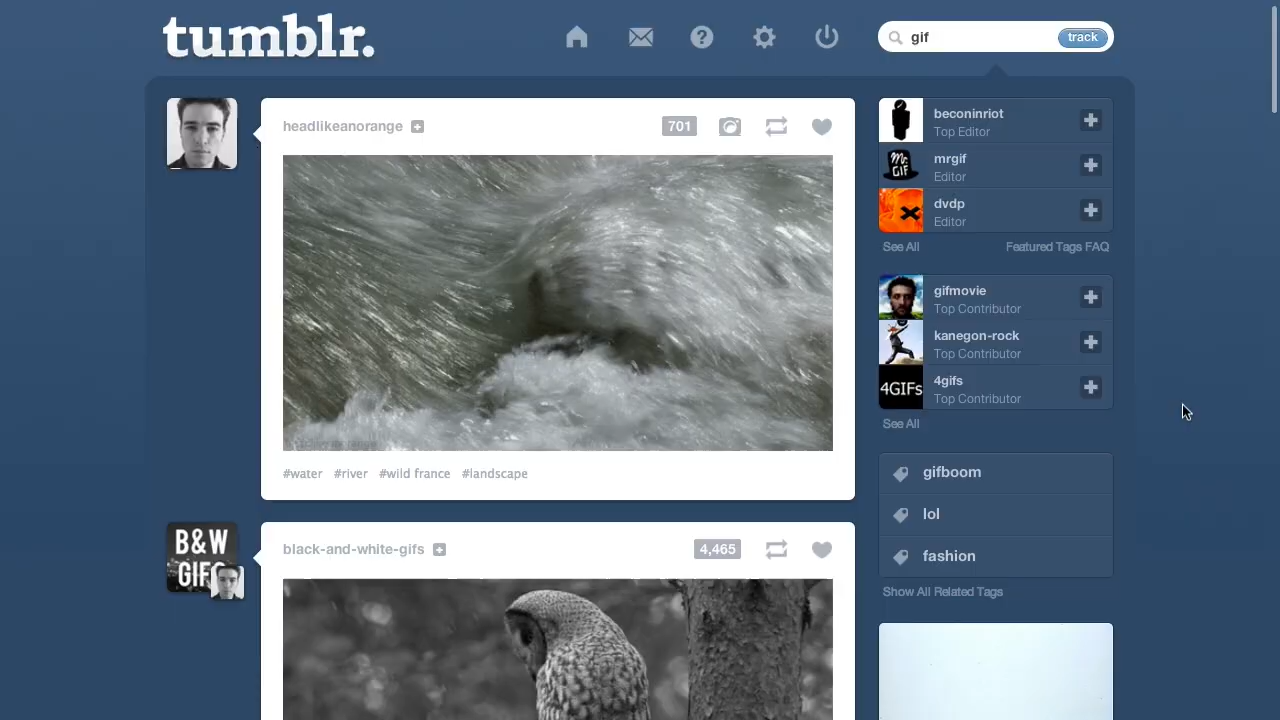 tumblr.
gif
track
headlikeanorange
701
#water #river #wild france #landscape
black-and-white-gifs
4,465
B&W
GIFS
beconinriot
Top Editor
mrgif
Editor
dvdp
Editor
See All
Featured Tags FAQ
gifmovie
Top Contributor
kanegon-rock
Top Contributor
4gifs
Top Contributor
4GIFs
See All
gifboom
lol
fashion
Show All Related Tags